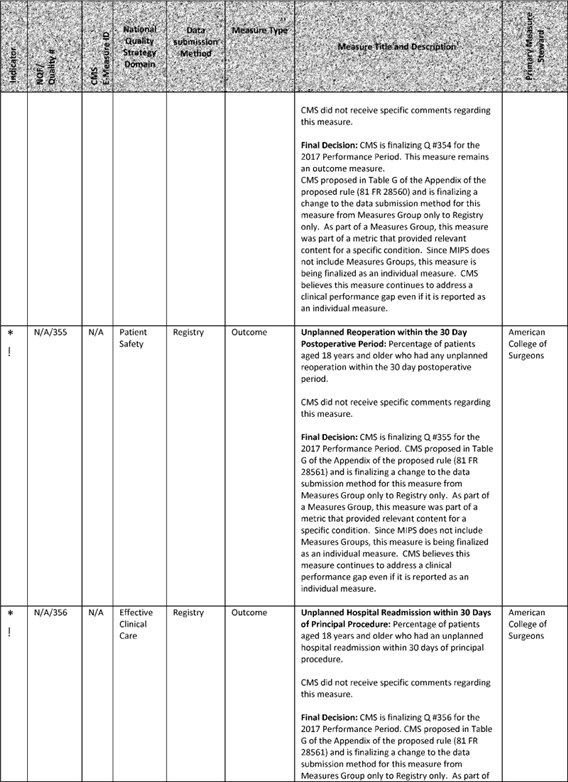 Indicator
NQF/
Quality #
CMS
E-Measure ID
National
Quality
Strategy
Domain
Data
submission
Method
Measure Type
Measure Title and Description
Primary Measure
Steward
CMS did not receive specific comments regarding
this measure.
Final Decision: CMS is finalizing Q #354 for the
2017 Performance Period. This measure remains
an outcome measure.
CMS proposed in Table G of the Appendix of the
proposed rule (81 FR 28560) and is finalizing a
change to the data submission method for this
measure from Measures Group only to Registry
only. As part of a Measures Group, this measure
was part of a metric that provided relevant
content for a specific condition. Since MIPS does
not include Measures Groups, this measure is
being finalized as an individual measure. CMS
believes this measure continues to address a
clinical performance gap even if it is reported as
an individual measure.
*
!
N/A/355
N/A
Patient
Safety
Registry
Outcome
Unplanned Reoperation within the 30 Day
Postoperative Period: Percentage of patients
aged 18 years and older who had any unplanned
reoperation within the 30 day postoperative
period.
CMS did not receive specific comments regarding
this measure.
Final Decision: CMS is finalizing Q #355 for the
2017 Performance Period. CMS proposed in Table
G of the Appendix of the proposed rule (81 FR
28561) and is finalizing a change to the data
submission method for this measure from
Measures Group only to Registry only. As part of
a Measures Group, this measure was part of a
metric that provided relevant content for a
specific condition. Since MIPS does not include
Measures Groups, this measure is being finalized
as an individual measure. CMS believes this
measure continues to address a clinical
performance gap even if it is reported as an
individual measure.
American
College of
Surgeons
*
!
N/A/356
N/A
Effective
Clinical
Care
Registry
Outcome
Unplanned Hospital Readmission within 30 Days
of Principal Procedure: Percentage of patients
aged 18 years and older who had an unplanned
hospital readmission within 30 days of principal
procedure.
CMS did not receive specific comments regarding
this measure.
Final Decision: CMS is finalizing Q #356 for the
2017 Performance Period. CMS proposed in Table
G of the Appendix of the proposed rule (81 FR
28561) and is finalizing a change to the data
submission method for this measure from
Measures Group only to Registry only. As part of
American
College of
Surgeons